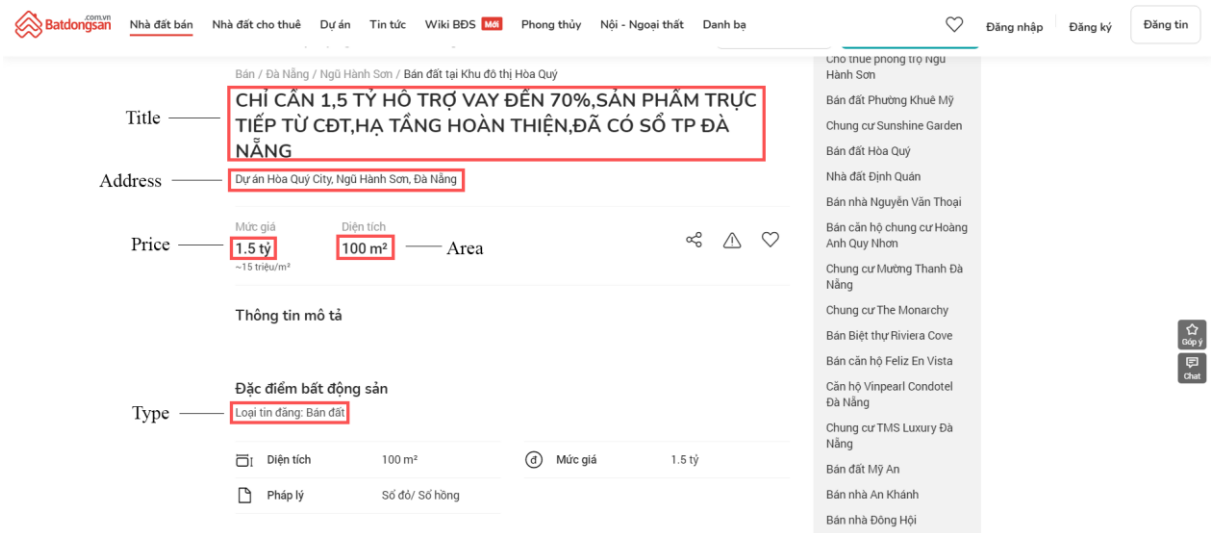 .com.vn
Batdongsan
Nhà đất bán
Nhà đất cho thuê
Dự án
Tin tức
Wiki BĐS Mới
Phong thủy
Nội - Ngoại thất
Danh bạ
Đăng nhập
Đăng ký
Đăng tin
Bán / Đà Nẵng / Ngũ Hành Sơn / Bán đất tại Khu đô thị Hòa Quý
Title
CHỈ CẦN 1,5 TỶ HỖ TRỢ VAY ĐẾN 70%,SẢN PHẨM TRỰC
TIẾP TỪ CĐT,HẠ TẦNG HOÀN THIỆN,ĐÃ CÓ SỔ TP ĐÀ
NẴNG
Address
Dự án Hòa Quý City, Ngũ Hành Sơn, Đà Nẵng
Mức giá
Diện tích
Price
1.5 tỷ
100 m²
Area
~15 triệu/m²
Thông tin mô tả
Đặc điểm bất động sản
Type
Loại tin đăng: Bán đất
Diện tích
100 m²
Mức giá
1.5 tỷ
Pháp lý
Sổ đỏ/ Sổ hồng
Cho thuê phòng trọ Ngũ
Hành Sơn
Bán đất Phường Khuê Mỹ
Chung cư Sunshine Garden
Bán đất Hòa Quý
Nhà đất Định Quán
Bán nhà Nguyễn Văn Thoại
Bán căn hộ chung cư Hoàng
Anh Quy Nhơn
Chung cư Mường Thanh Đà
Nẵng
Chung cư The Monarchy
Bán Biệt thự Riviera Cove
Bán căn hộ Feliz En Vista
Căn hộ Vinpearl Condotel
Đà Nẵng
Chung cư TMS Luxury Đà
Nẵng
Bán đất Mỹ An
Bán nhà An Khánh
Bán nhà Đông Hội
Góp ý
Chat